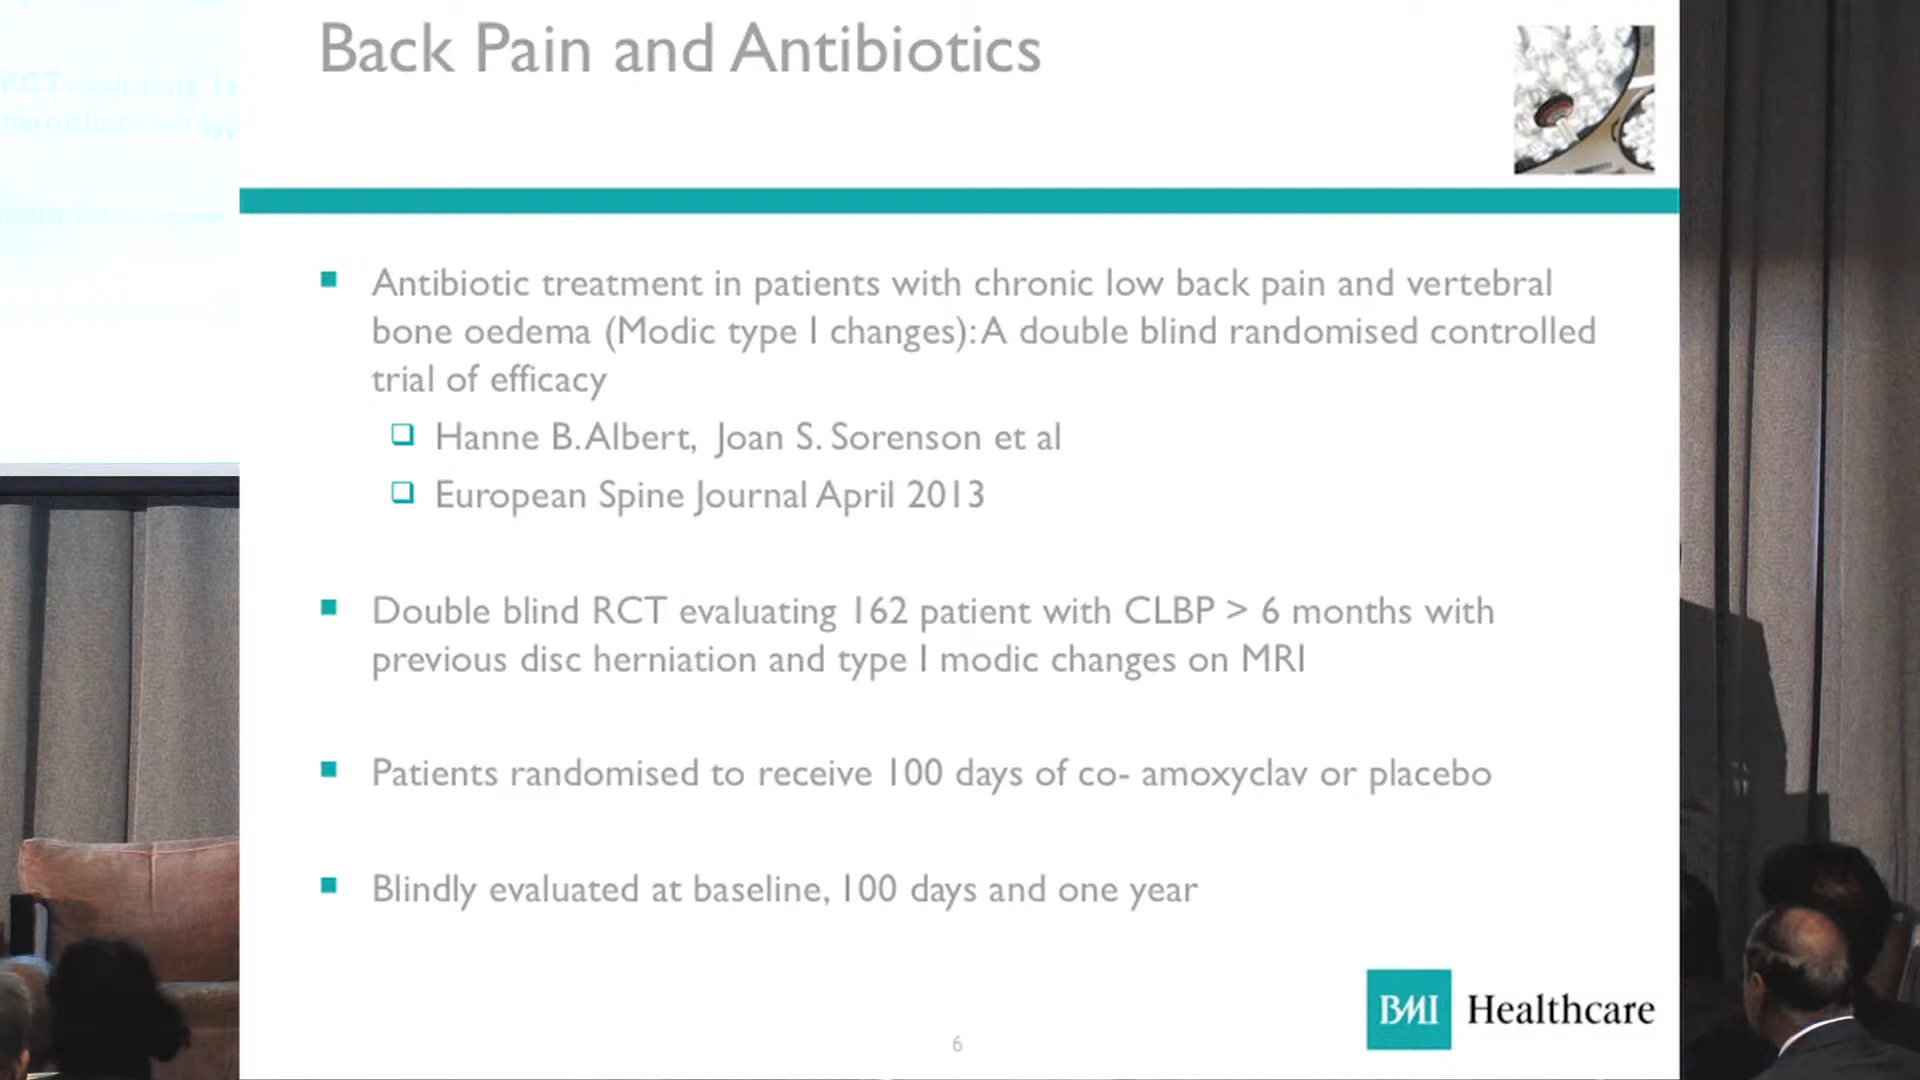 Back Pain and Antibiotics
RCT evaluating
Antibiotic treatment in patients with chronic low back pain and vertebral
bone oedema (Modic type I changes): A double blind randomised controlled
trial of efficacy
Hanne B. Albert, Joan S. Sorenson et al
European Spine Journal April 2013
Double blind RCT evaluating 162 patient with CLBP > 6 months with
previous disc herniation and type I modic changes on MRI
Patients randomised to receive 100 days of co- amoxyclav or placebo
Blindly evaluated at baseline, 100 days and one year
BMI Healthcare
6